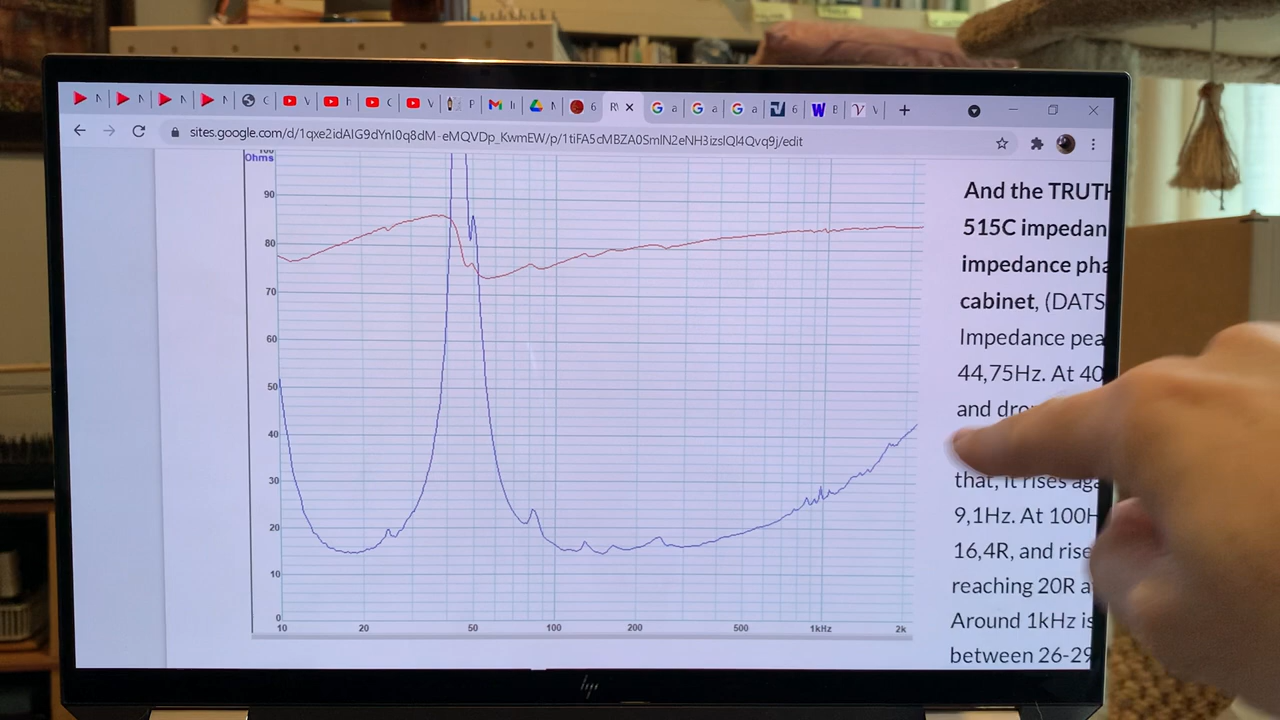 sites.google.com/d/1qxe2idAIG9dYnI0q8dM-eMQVDp_KwmEW/p/1tiFA5cMBZA0SmlN2eNH3izsIQl4Qvq9j/edit
100
Ohms
90
80
70
60
50
40
30
20
10
0
10 20 50 100 200 500 1kHz 2k
And the TRUTH
515C impedan
impedance pha
cabinet, (DATS
Impedance pea
44,75Hz. At 40
and dro
that, it rises aga
9,1Hz. At 100H
16,4R, and rise
reaching 20R a
Around 1kHz is
between 26-29
hp